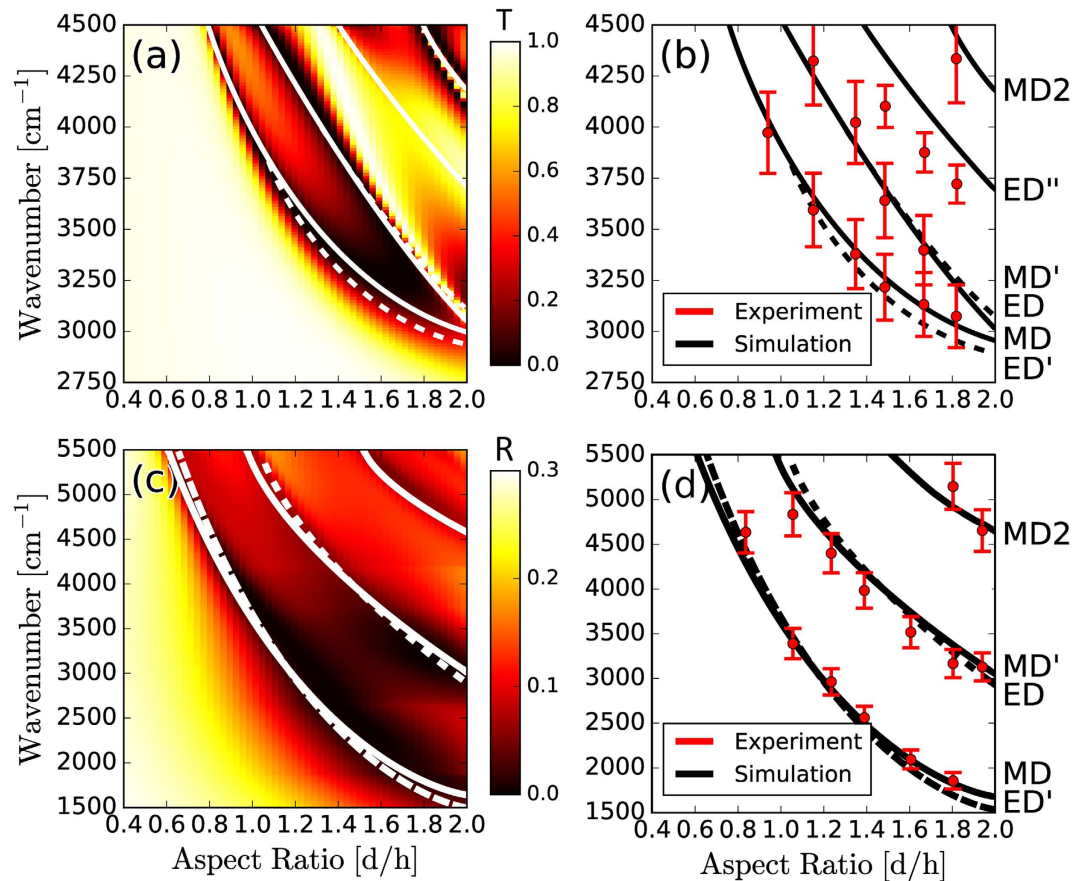 T
4500
4250
4000
3750
3500
3250
3000
2750
Wavenumber [cm⁻¹]
(a)
0.4 0.6 0.8 1.0 1.2 1.4 1.6 1.8 2.0
1.0
0.8
0.6
0.4
0.2
0.0
4500
4250
4000
3750
3500
3250
3000
2750
(b)
Experiment
Simulation
0.4 0.6 0.8 1.0 1.2 1.4 1.6 1.8 2.0
MD2
ED"
MD'
ED
MD
ED'
R
5500
5000
4500
4000
3500
3000
2500
2000
1500
Wavenumber [cm⁻¹]
(c)
0.4 0.6 0.8 1.0 1.2 1.4 1.6 1.8 2.0
Aspect Ratio [d/h]
0.3
0.2
0.1
0.0
5500
5000
4500
4000
3500
3000
2500
2000
1500
(d)
Experiment
Simulation
0.4 0.6 0.8 1.0 1.2 1.4 1.6 1.8 2.0
Aspect Ratio [d/h]
MD2
MD'
ED
MD
ED'